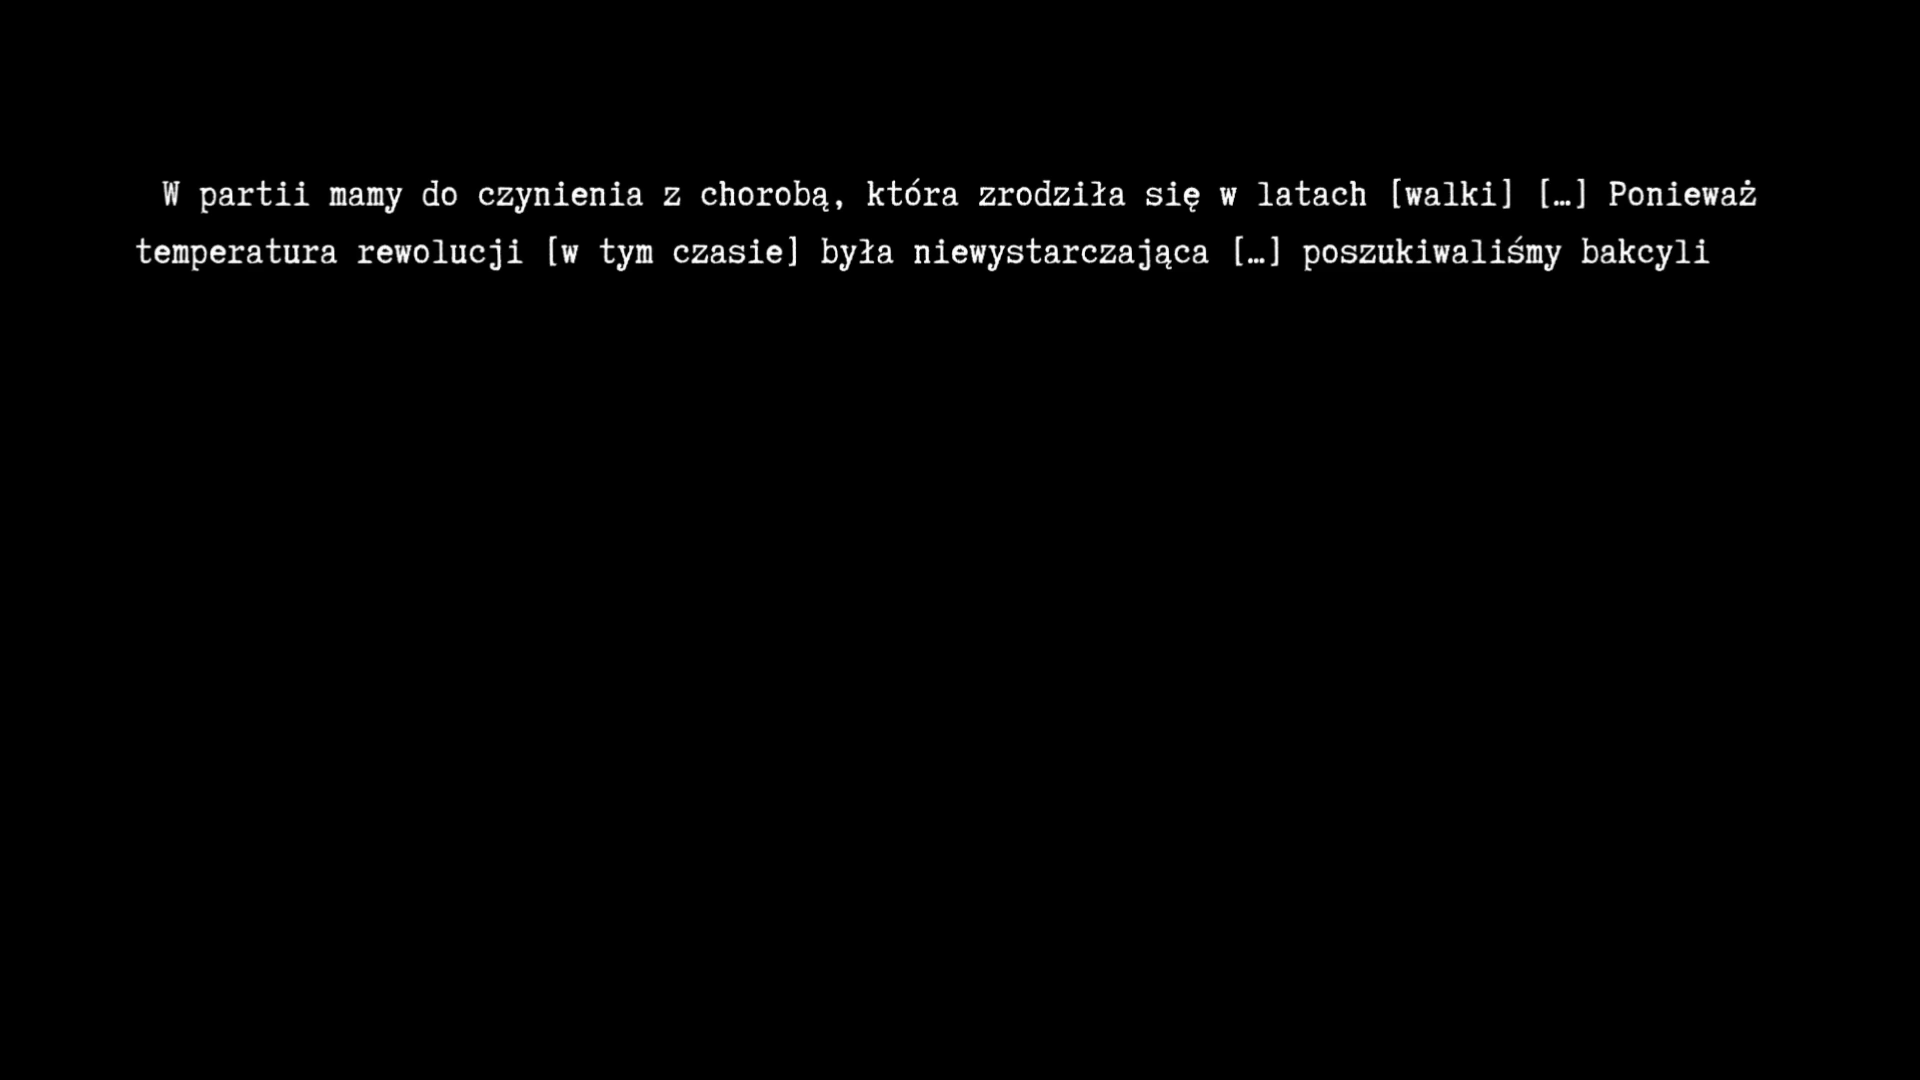 W partii mamy do czynienia z chorobą, która zrodziła się w latach [walki] […] Ponieważ
temperatura rewolucji [w tym czasie] była niewystarczająca […] poszukiwaliśmy bakcyli